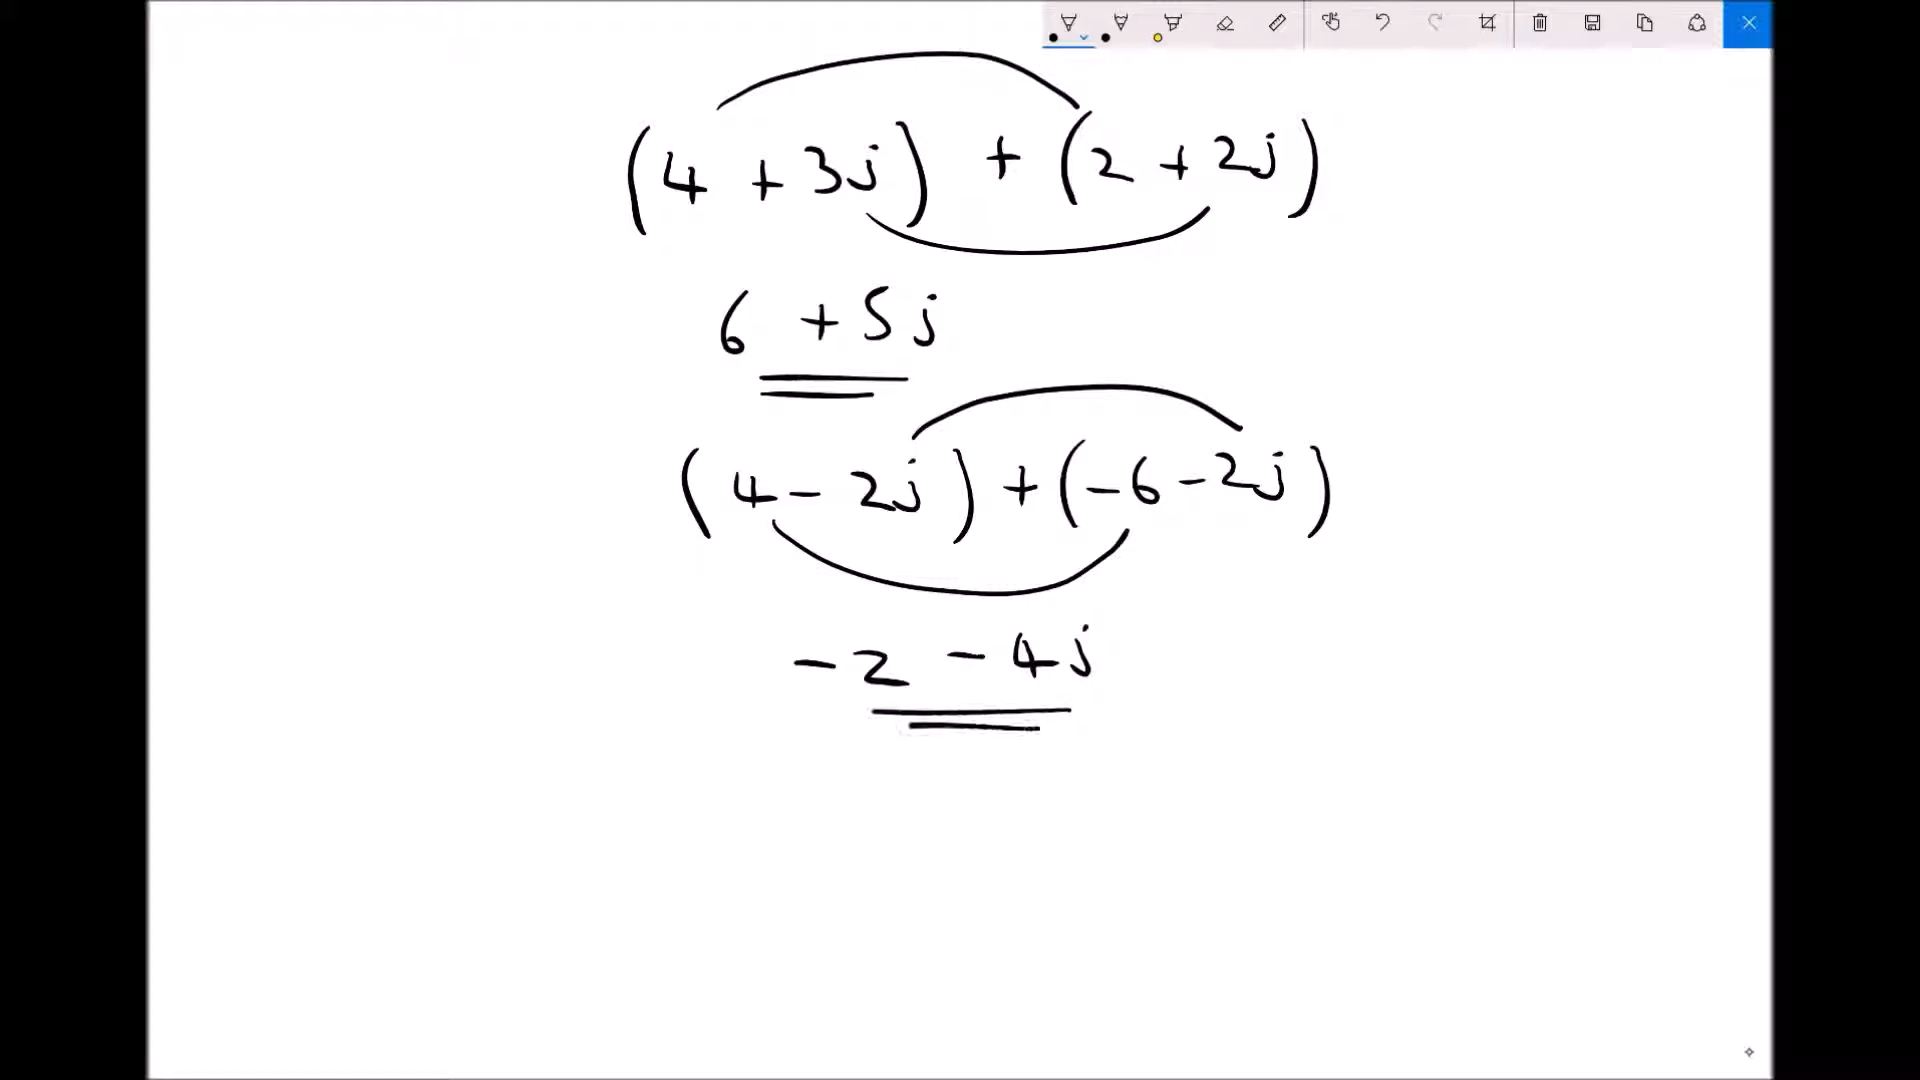 (4 + 3j) + (2 + 2j)
6 + 5j
(4 - 2j) + (-6 - 2j)
-2 - 4j